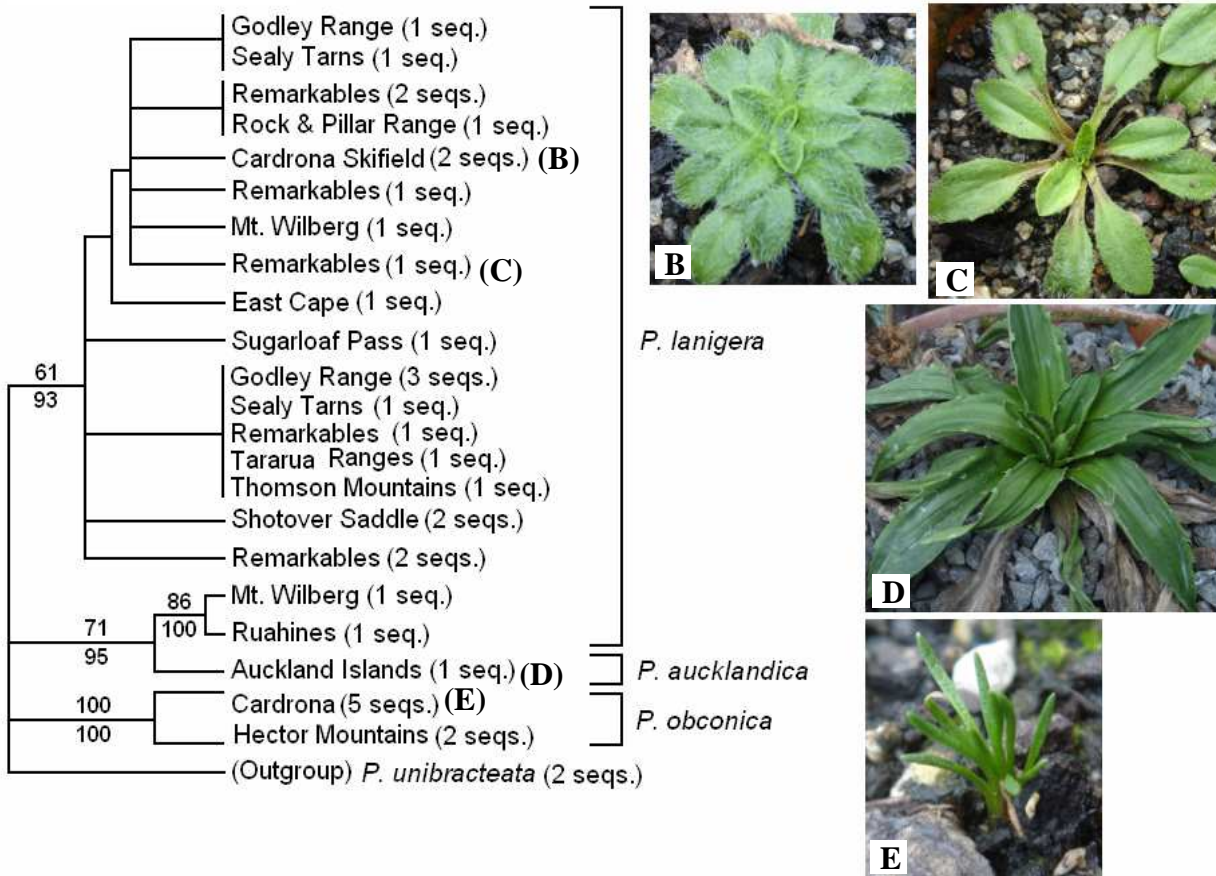 Godley Range (1 seq.)
Sealy Tarns (1 seq.)
Remarkables (2 seqs.)
Rock & Pillar Range (1 seq.)
Cardrona Skifield (2 seqs.) (B)
Remarkables (1 seq.)
Mt. Wilberg (1 seq.)
Remarkables (1 seq.) (C)
East Cape (1 seq.)
Sugarloaf Pass (1 seq.)
Godley Range (3 seqs.)
Sealy Tarns (1 seq.)
Remarkables (1 seq.)
Tararua Ranges (1 seq.)
Thomson Mountains (1 seq.)
Shotover Saddle (2 seqs.)
Remarkables (2 seqs.)
Mt. Wilberg (1 seq.)
Ruahines (1 seq.)
Auckland Islands (1 seq.) (D)
Cardrona (5 seqs.) (E)
Hector Mountains (2 seqs.)
(Outgroup) P. unibracteata (2 seqs.)
61
93
86
100
71
95
100
100
P. lanigera
P. aucklandica
P. obconica
B
C
D
E